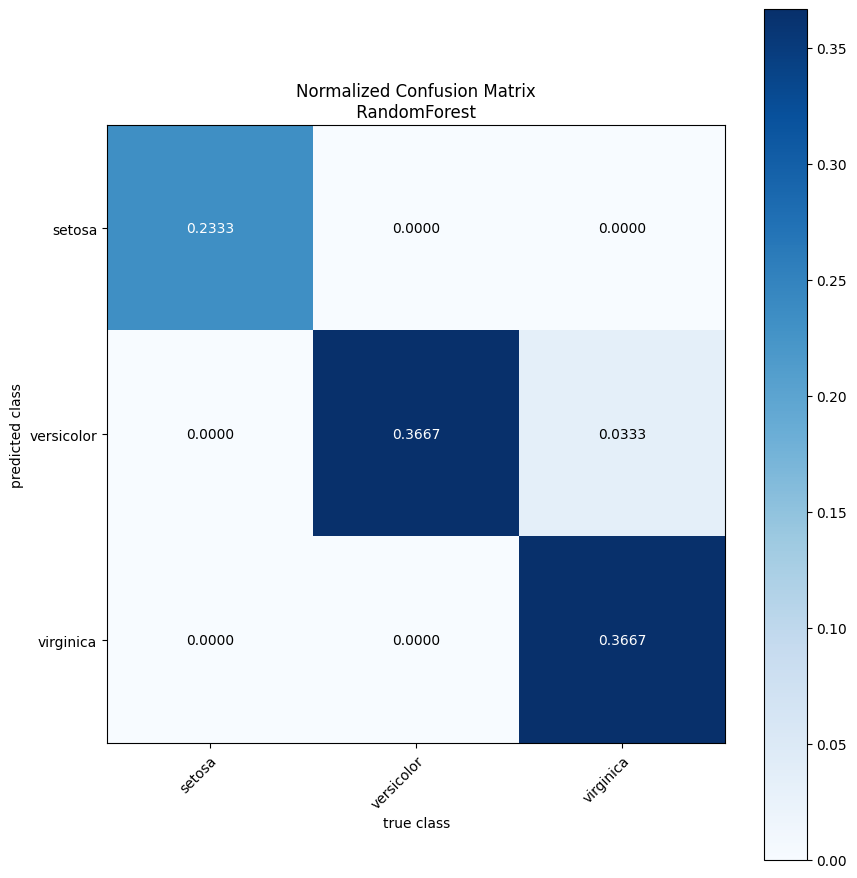 Normalized Confusion Matrix
RandomForest
setosa
0.2333
0.0000
0.0000
versicolor
0.0000
0.3667
0.0333
virginica
0.0000
0.0000
0.3667
predicted class
setosa
versicolor
virginica
true class
0.35
0.30
0.25
0.20
0.15
0.10
0.05
0.00